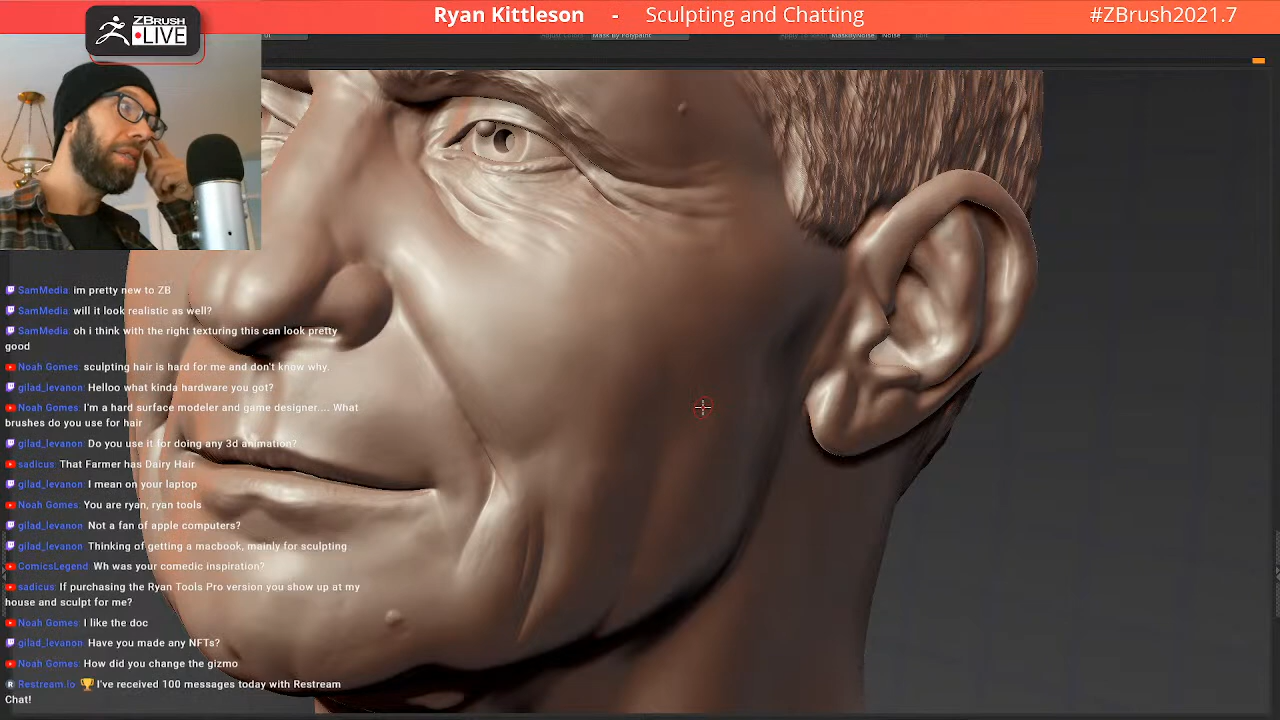 Ryan Kittleson - Sculpting and Chatting #ZBrush2021.7
ZBRUSH
LIVE
Mask By Polypaint
MaskByNoise Noise
SamMedia: im pretty new to ZB
SamMedia: will it look realistic as well?
SamMedia: oh i think with the right texturing this can look pretty
good
Noah Gomes: sculpting hair is hard for me and don't know why.
gilad_levanon: Helloo what kinda hardware you got?
Noah Gomes: I'm a hard surface modeler and game designer.... What
brushes do you use for hair
gilad_levanon: Do you use it for doing any 3d animation?
sadicus: That Farmer has Dairy Hair
gilad_levanon: I mean on your laptop
Noah Gomes: You are ryan, ryan tools
gilad_levanon: Not a fan of apple computers?
gilad_levanon: Thinking of getting a macbook, mainly for sculpting
ComicsLegend: Wh was your comedic inspiration?
sadicus: If purchasing the Ryan Tools Pro version you show up at my
house and sculpt for me?
Noah Gomes: I like the doc
gilad_levanon: Have you made any NFTs?
Noah Gomes: How did you change the gizmo
Restream.io: 🏆 I've received 100 messages today with Restream
Chat!